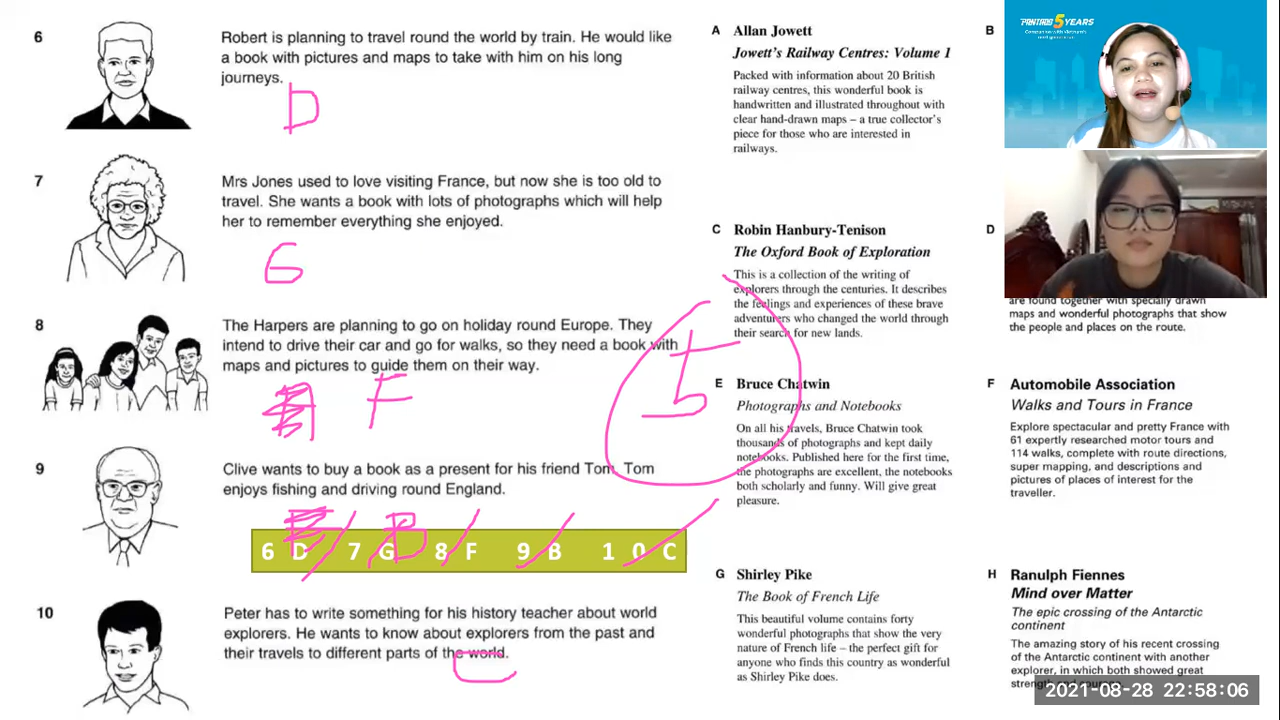 6
Robert is planning to travel round the world by train. He would like
a book with pictures and maps to take with him on his long
journeys.
D
7
Mrs Jones used to love visiting France, but now she is too old to
travel. She wants a book with lots of photographs which will help
her to remember everything she enjoyed.
G
8
The Harpers are planning to go on holiday round Europe. They
intend to drive their car and go for walks, so they need a book with
maps and pictures to guide them on their way.
F
9
Clive wants to buy a book as a present for his friend Tom. Tom
enjoys fishing and driving round England.
B
6 D 7 G 8 F 9 B 1 0 C
10
Peter has to write something for his history teacher about world
explorers. He wants to know about explorers from the past and
their travels to different parts of the world.
C
A Allan Jowett
Jowett's Railway Centres: Volume 1
Packed with information about 20 British
railway centres, this wonderful book is
handwritten and illustrated throughout with
clear hand-drawn maps – a true collector's
piece for those who are interested in
railways.
B
C Robin Hanbury-Tenison
The Oxford Book of Exploration
This is a collection of the writing of
explorers through the centuries. It describes
the feelings and experiences of these brave
adventurers who changed the world through
their search for new lands.
D
are found together with specially drawn
maps and wonderful photographs that show
the people and places on the route.
5
E Bruce Chatwin
Photographs and Notebooks
On all his travels, Bruce Chatwin took
thousands of photographs and kept daily
notebooks. Published here for the first time,
the photographs are excellent, the notebooks
both scholarly and funny. Will give great
pleasure.
F Automobile Association
Walks and Tours in France
Explore spectacular and pretty France with
61 expertly researched motor tours and
114 walks, complete with route directions,
super mapping, and descriptions and
pictures of places of interest for the
traveller.
G Shirley Pike
The Book of French Life
This beautiful volume contains forty
wonderful photographs that show the very
nature of French life – the perfect gift for
anyone who finds this country as wonderful
as Shirley Pike does.
H Ranulph Fiennes
Mind over Matter
The epic crossing of the Antarctic
continent
The amazing story of his recent crossing
of the Antarctic continent with another
explorer, in which both showed great
2021-08-28 22:58:06
5 YEARS